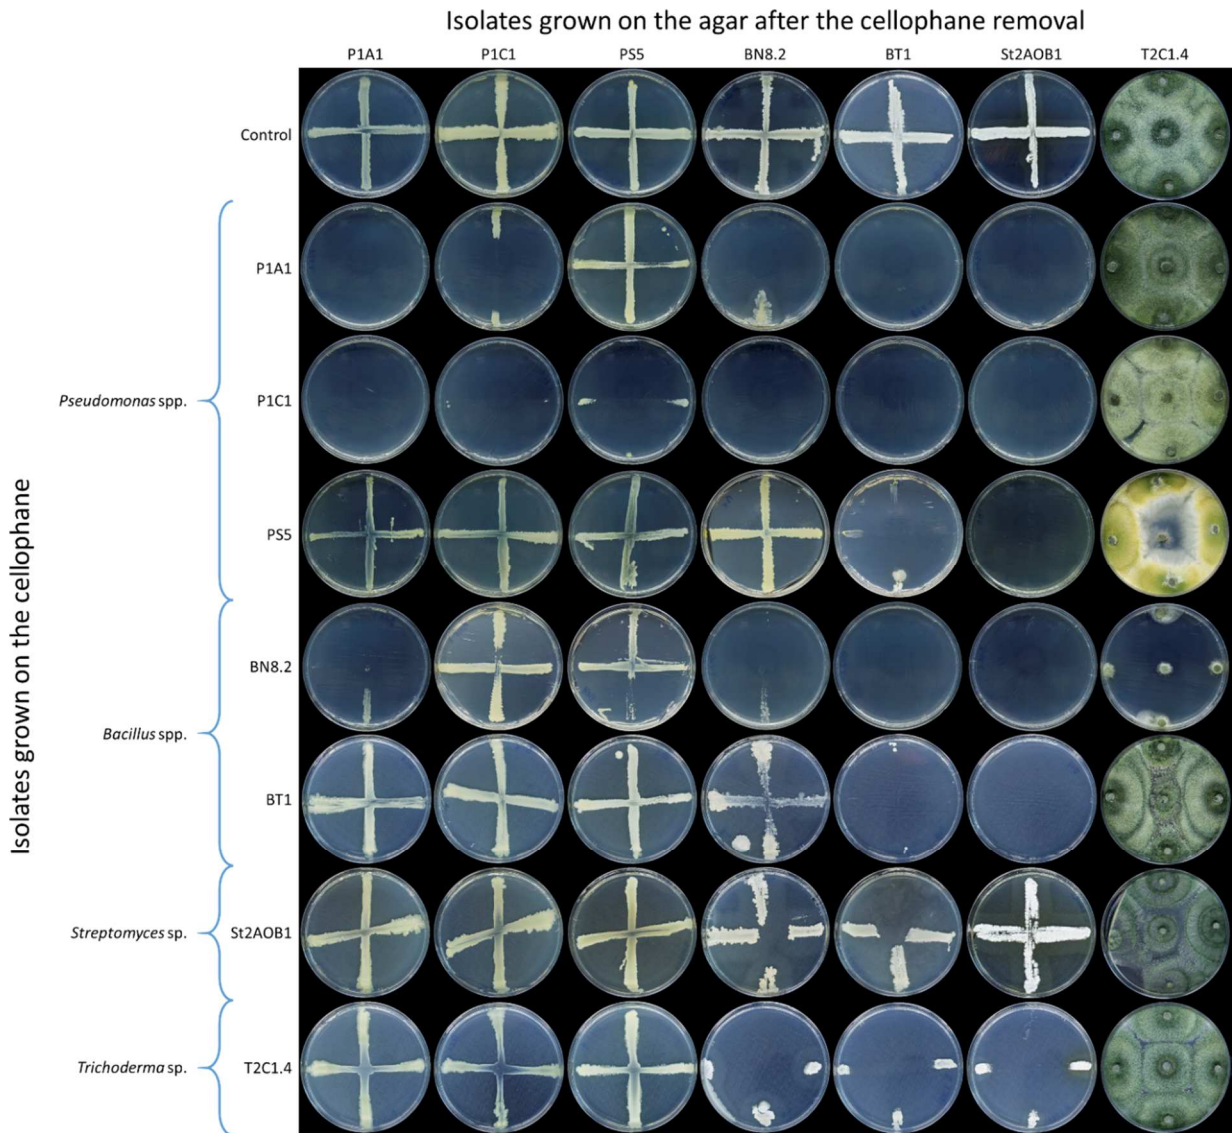 Isolates grown on the agar after the cellophane removal
P1A1 P1C1 PS5 BN8.2 BT1 St2AOB1 T2C1.4
Control
P1A1
Pseudomonas spp. P1C1
PS5
Isolates grown on the cellophane
BN8.2
Bacillus spp.
BT1
Streptomyces sp. St2AOB1
Trichoderma sp. T2C1.4